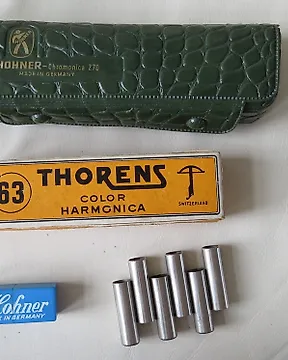 HOHNER-Chromonica 270
MADE IN GERMANY
63
THORENS
COLOR
HARMONICA
SWITZERLAND
Hohner
IN GERMANY